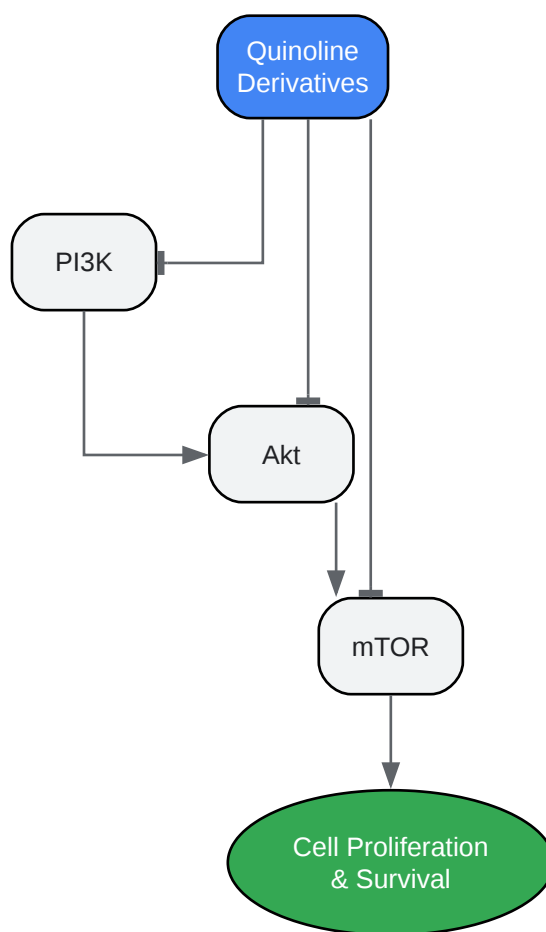 Quinoline
Derivatives
PI3K
Akt
mTOR
Cell Proliferation
& Survival